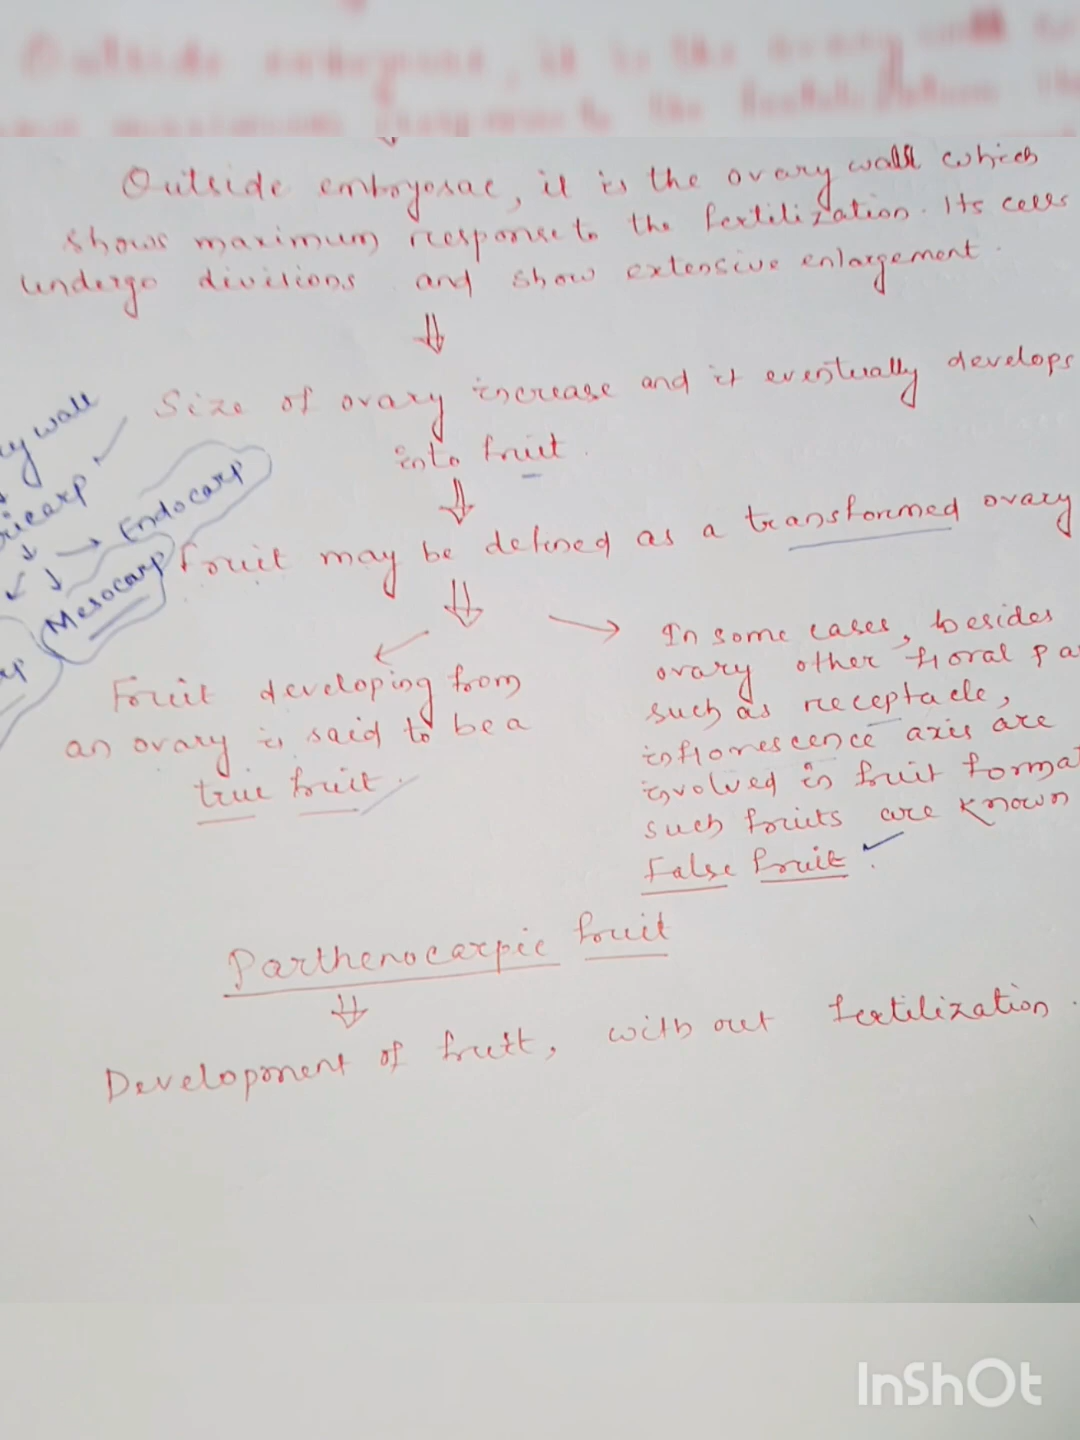 Outside embryosac, it is the ovary wall which
shows maximum response to the fertilization. Its cells
undergo divisions and show extensive enlargement.
Size of ovary increase and it eventually develops
into fruit.
wall
Endocarp
Mesocarp
Fruit may be defined as a transformed ovary
Fruit developing from
an ovary is said to be a
true fruit.
In some cases, besides
ovary other floral pa
such as receptacle,
inflorescence axis are
involved in fruit forma
such fruits are known
False fruit.
Parthenocarpic fruit
Development of fruit, without fertilization.
InShOt